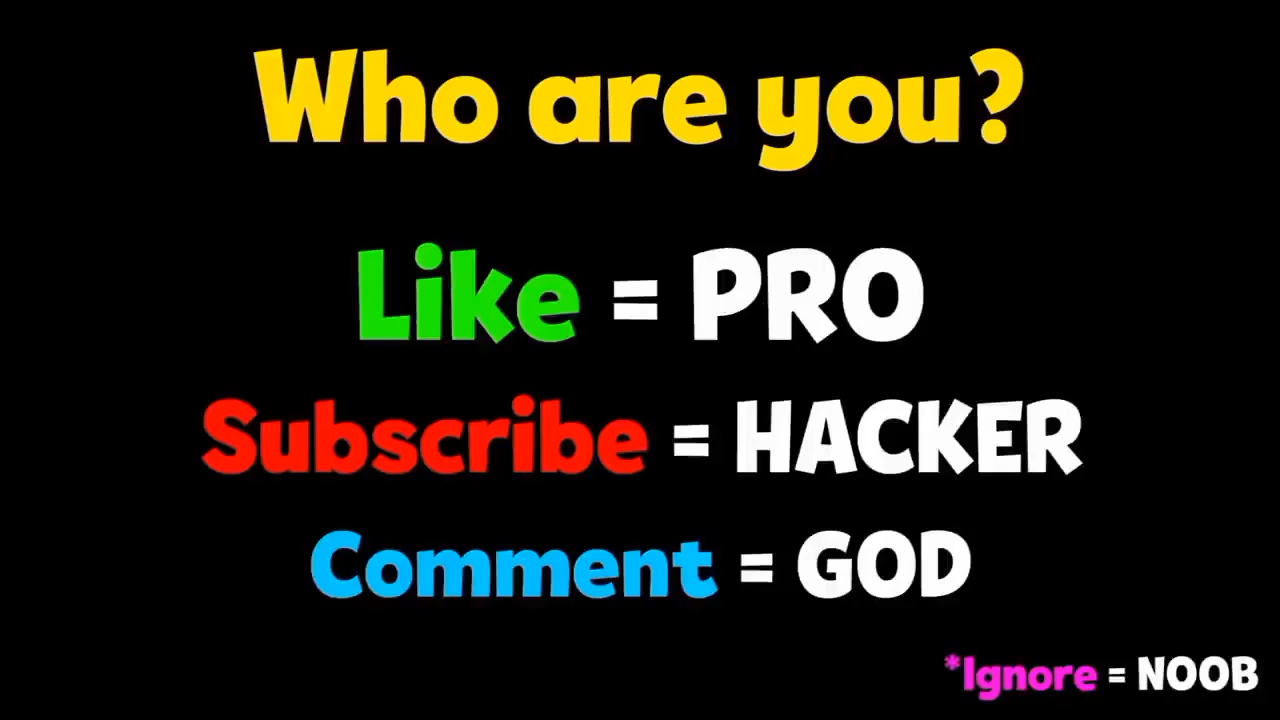 Who are you?
Like = PRO
Subscribe = HACKER
Comment = GOD
*Ignore = NOOB